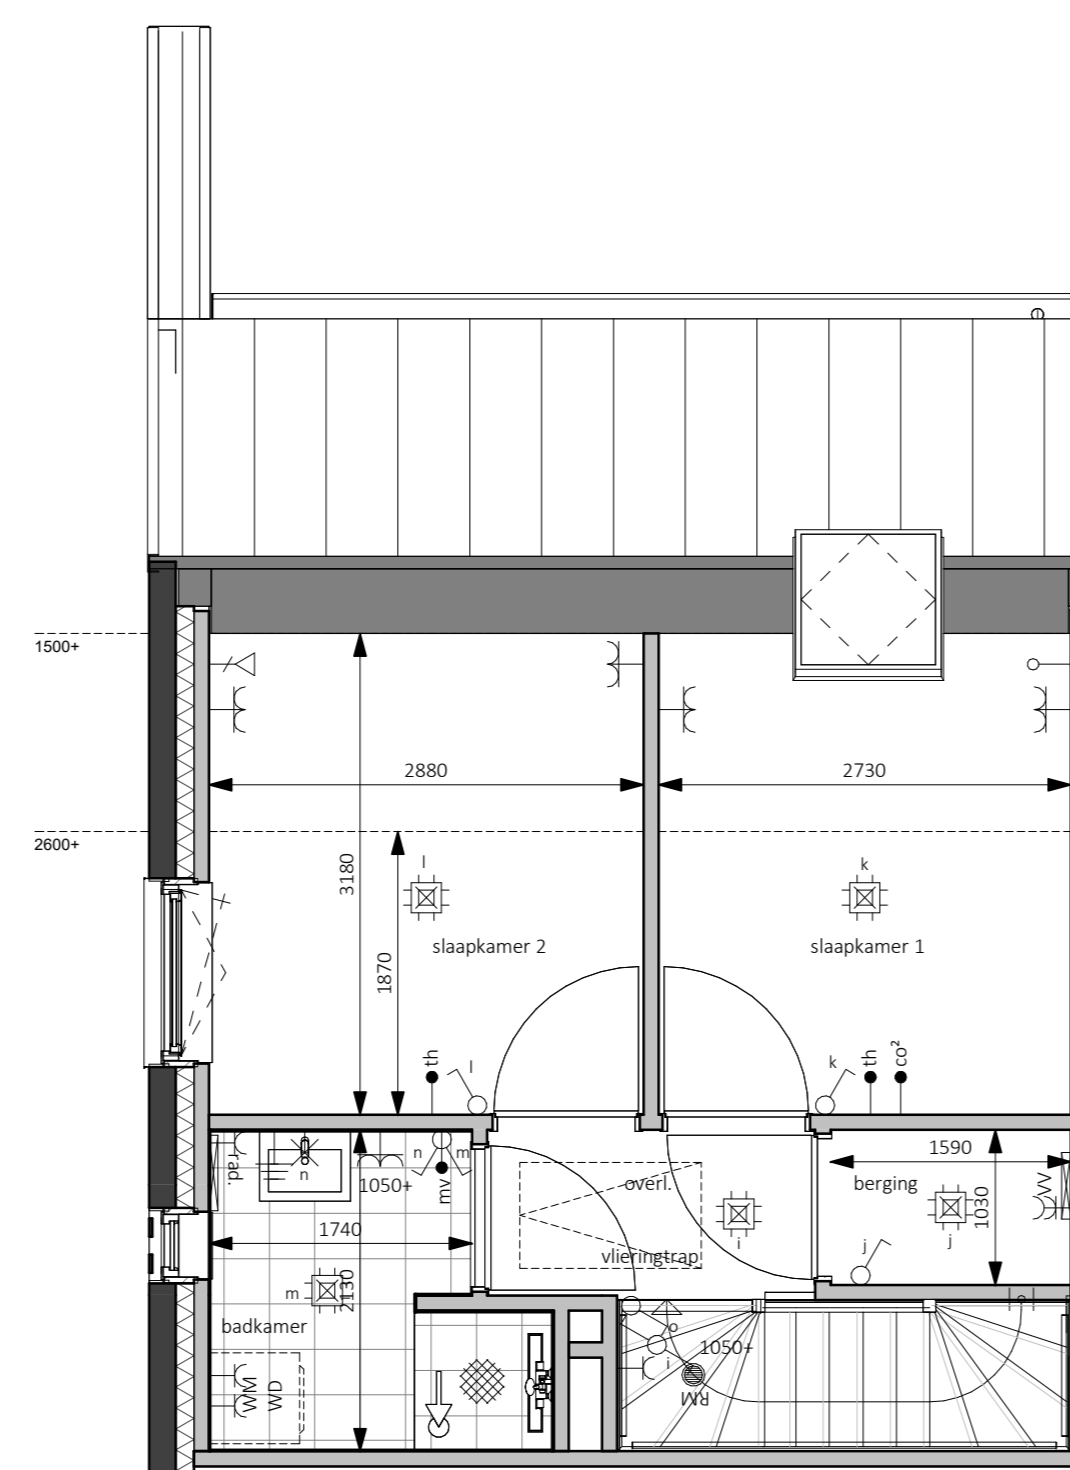 1500+
2880
2730
2600+
3180
l
k
1870
slaapkamer 2
slaapkamer 1
th
l
k
th
co²
rad.
n
n
m
mv
1050+
overl.
1590
berging
1030
VV
1740
i
j
vlieringtrap
j
m
2130
badkamer
o
1050+
i
RM
WM
WD